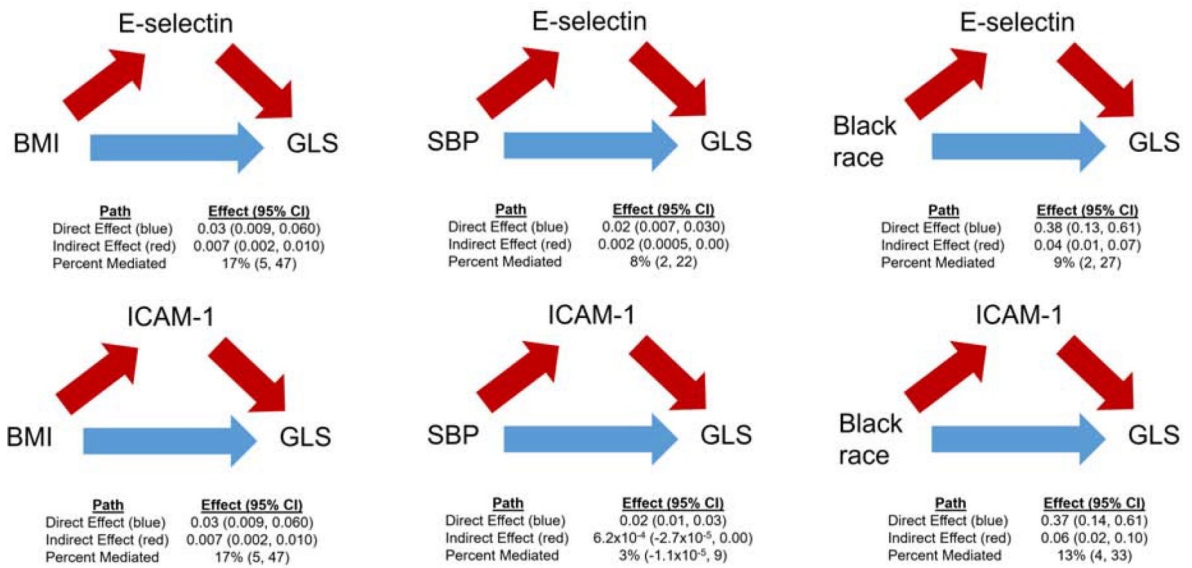 E-selectin
BMI
GLS
Path Effect (95% CI)
Direct Effect (blue) 0.03 (0.009, 0.060)
Indirect Effect (red) 0.007 (0.002, 0.010)
Percent Mediated 17% (5, 47)
E-selectin
SBP
GLS
Path Effect (95% CI)
Direct Effect (blue) 0.02 (0.007, 0.030)
Indirect Effect (red) 0.002 (0.0005, 0.00)
Percent Mediated 8% (2, 22)
E-selectin
Black
race
GLS
Path Effect (95% CI)
Direct Effect (blue) 0.38 (0.13, 0.61)
Indirect Effect (red) 0.04 (0.01, 0.07)
Percent Mediated 9% (2, 27)
ICAM-1
BMI
GLS
Path Effect (95% CI)
Direct Effect (blue) 0.03 (0.009, 0.060)
Indirect Effect (red) 0.007 (0.002, 0.010)
Percent Mediated 17% (5, 47)
ICAM-1
SBP
GLS
Path Effect (95% CI)
Direct Effect (blue) 0.02 (0.01, 0.03)
Indirect Effect (red) 6.2x10⁻⁴ (-2.7x10⁻⁵, 0.00)
Percent Mediated 3% (-1.1x10⁻⁵, 9)
ICAM-1
Black
race
GLS
Path Effect (95% CI)
Direct Effect (blue) 0.37 (0.14, 0.61)
Indirect Effect (red) 0.06 (0.02, 0.10)
Percent Mediated 13% (4, 33)